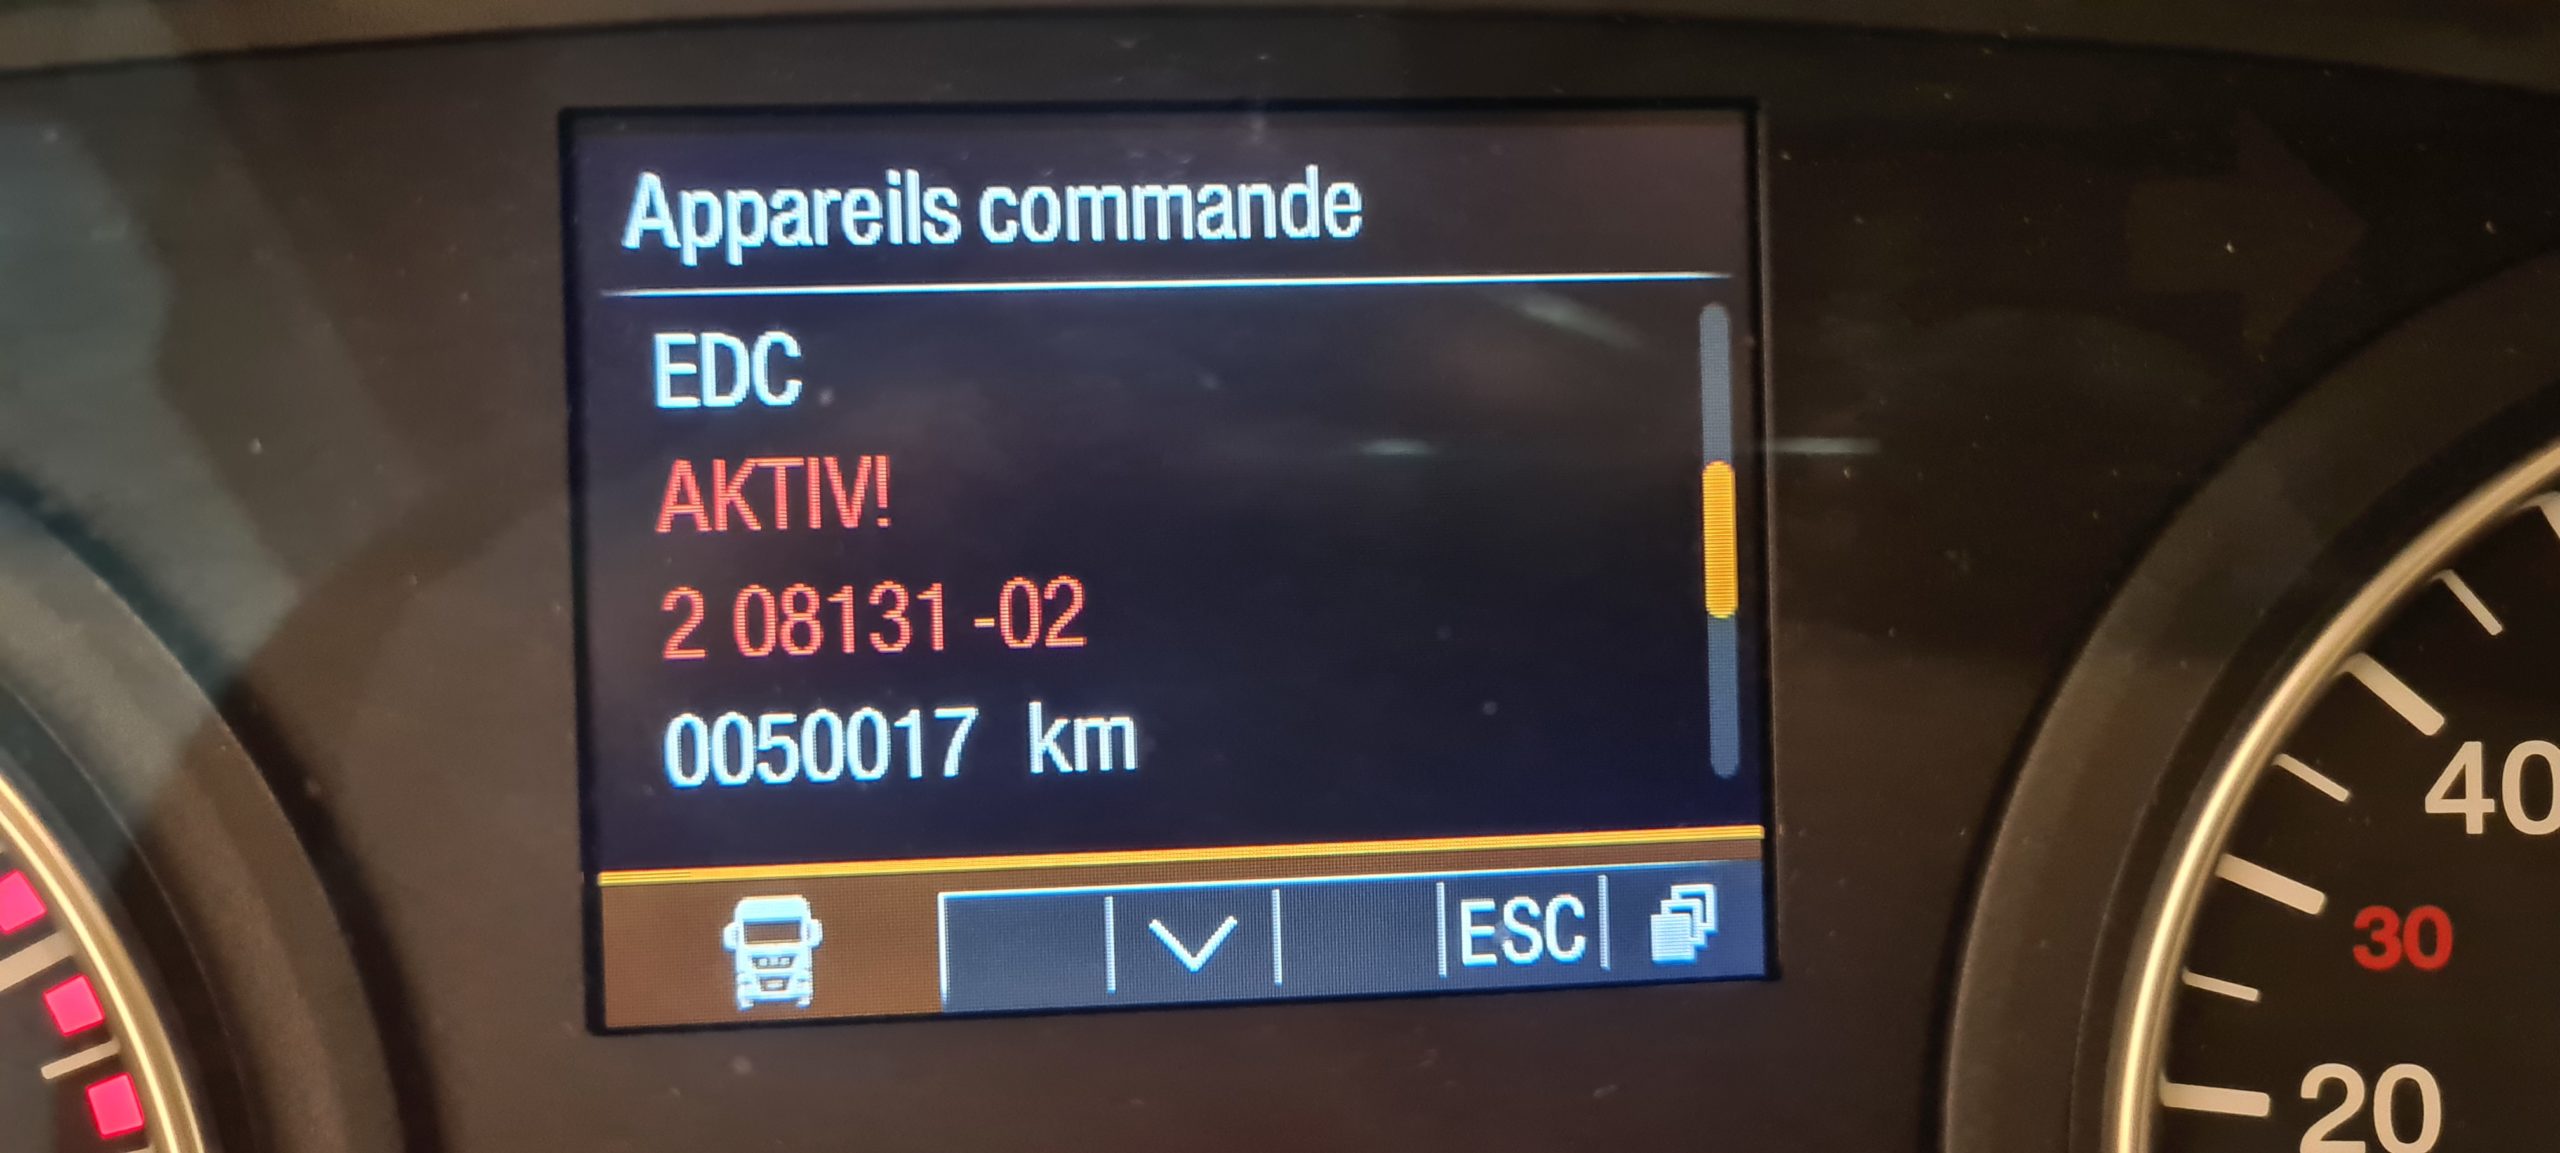 Appareils commande
EDC
AKTIV!
2 08131 -02
0050017 km
ESC
40
30
20